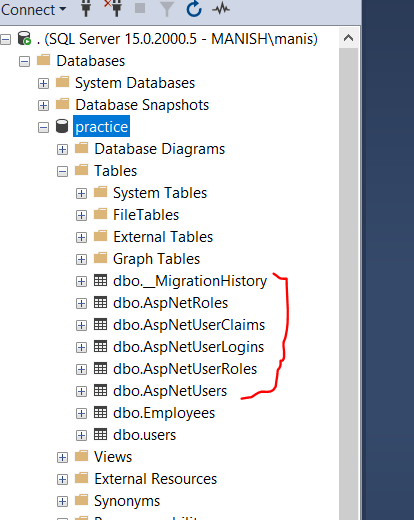 Connect
. (SQL Server 15.0.2000.5 - MANISH\manis)
Databases
System Databases
Database Snapshots
practice
Database Diagrams
Tables
System Tables
FileTables
External Tables
Graph Tables
dbo.__MigrationHistory
dbo.AspNetRoles
dbo.AspNetUserClaims
dbo.AspNetUserLogins
dbo.AspNetUserRoles
dbo.AspNetUsers
dbo.Employees
dbo.users
Views
External Resources
Synonyms